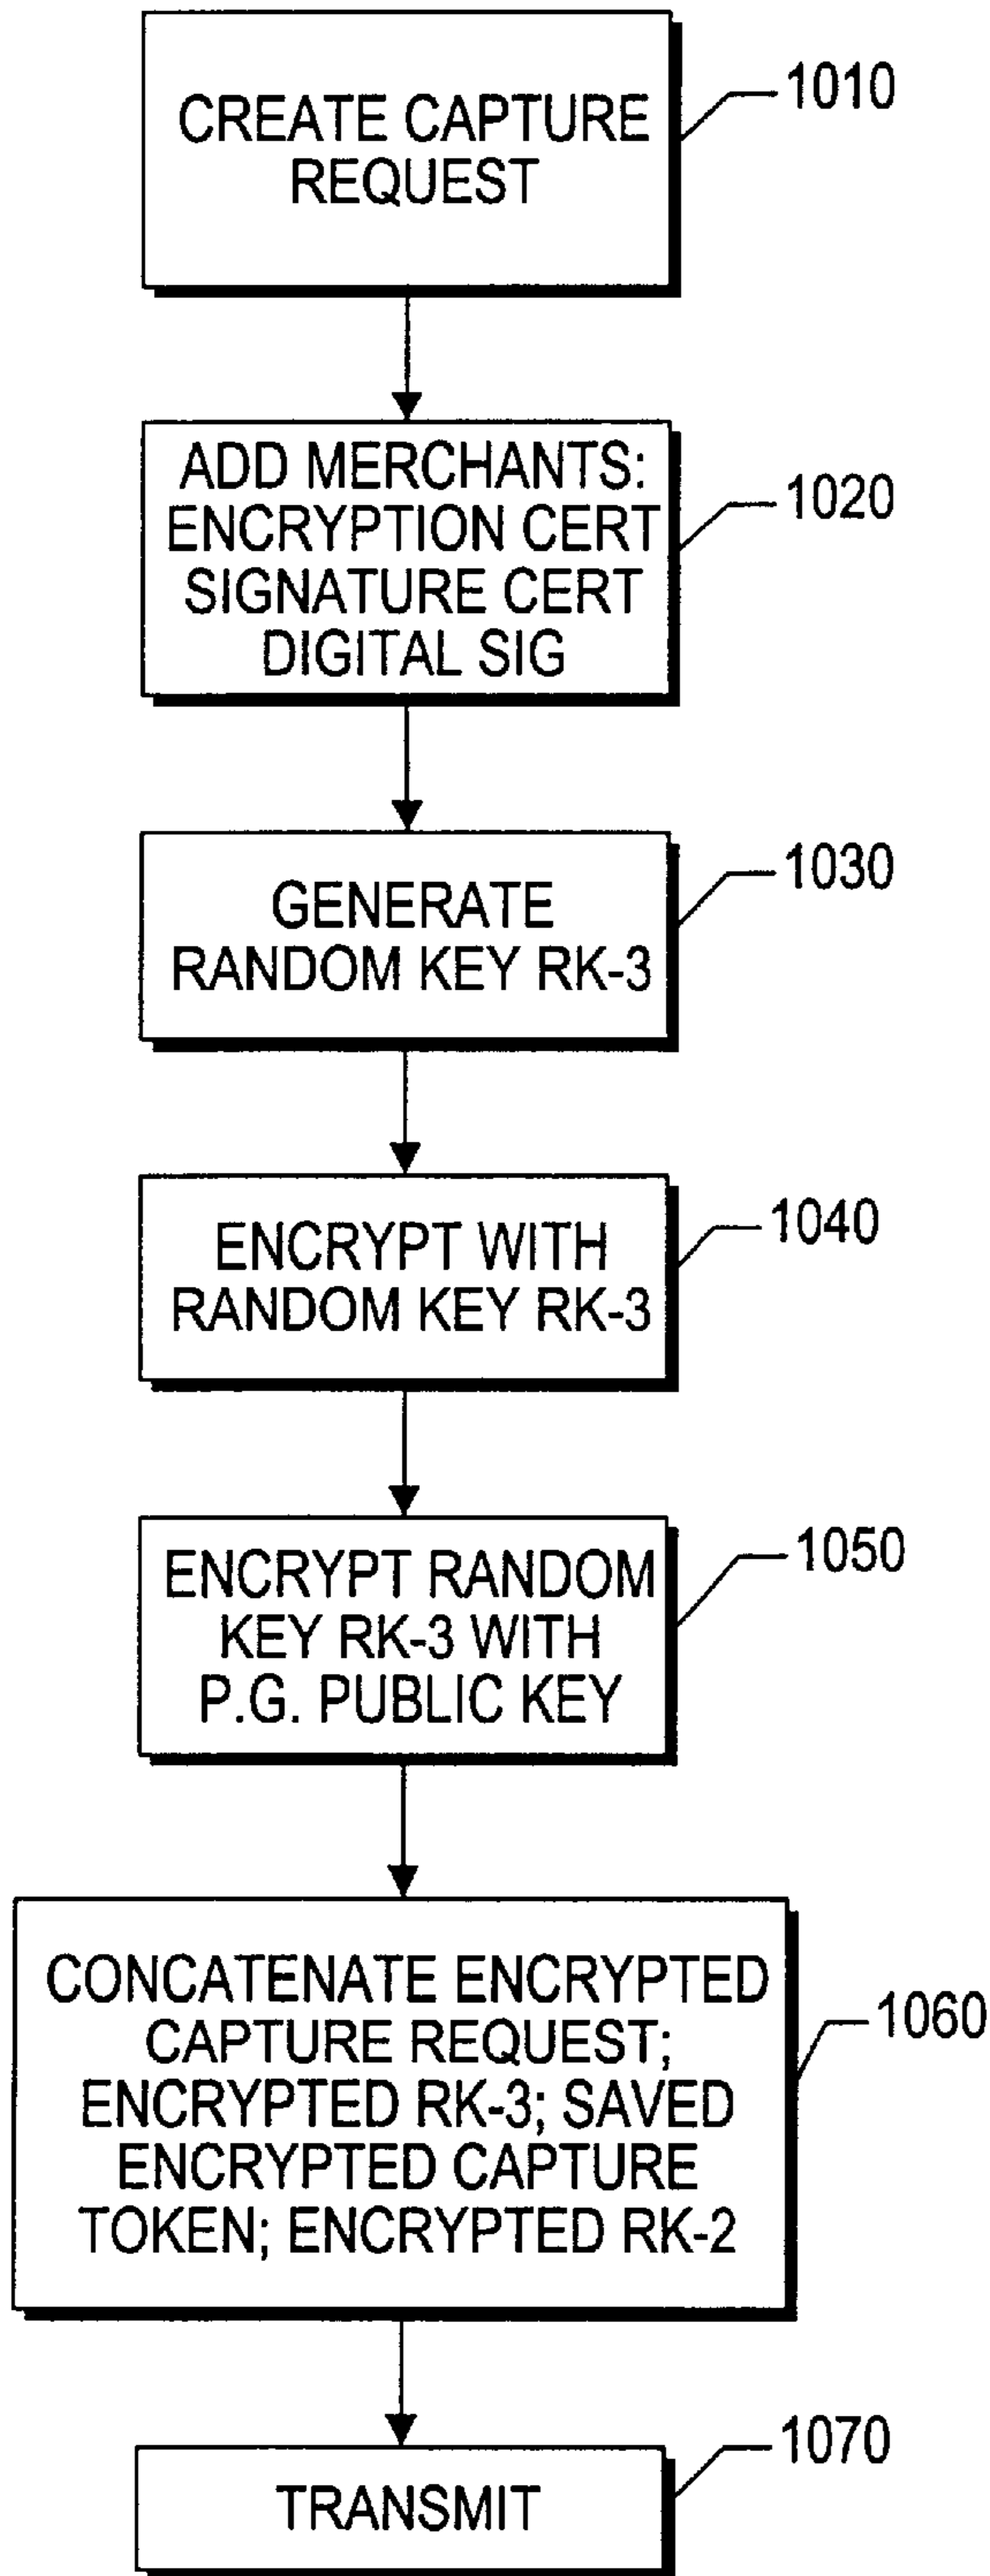 CREATE CAPTURE
REQUEST
1010
ADD MERCHANTS:
ENCRYPTION CERT
SIGNATURE CERT
DIGITAL SIG
1020
GENERATE
RANDOM KEY RK-3
1030
ENCRYPT WITH
RANDOM KEY RK-3
1040
ENCRYPT RANDOM
KEY RK-3 WITH
P.G. PUBLIC KEY
1050
CONCATENATE ENCRYPTED
CAPTURE REQUEST;
ENCRYPTED RK-3; SAVED
ENCRYPTED CAPTURE
TOKEN; ENCRYPTED RK-2
1060
TRANSMIT
1070